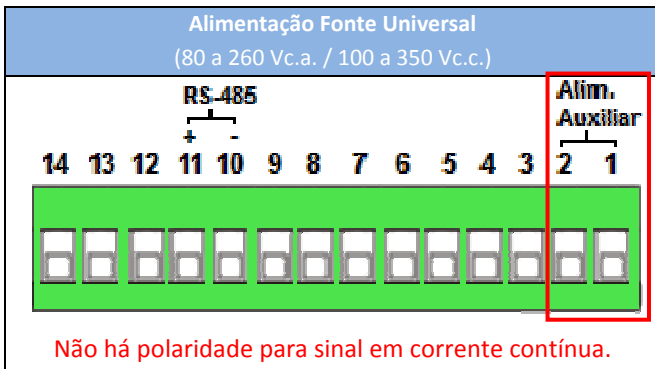 Alimentação Fonte Universal
(80 a 260 Vc.a. / 100 a 350 Vc.c.)
RS-485
Alim.
Auxiliar
+ -
14 13 12 11 10 9 8 7 6 5 4 3 2 1
Não há polaridade para sinal em corrente contínua.